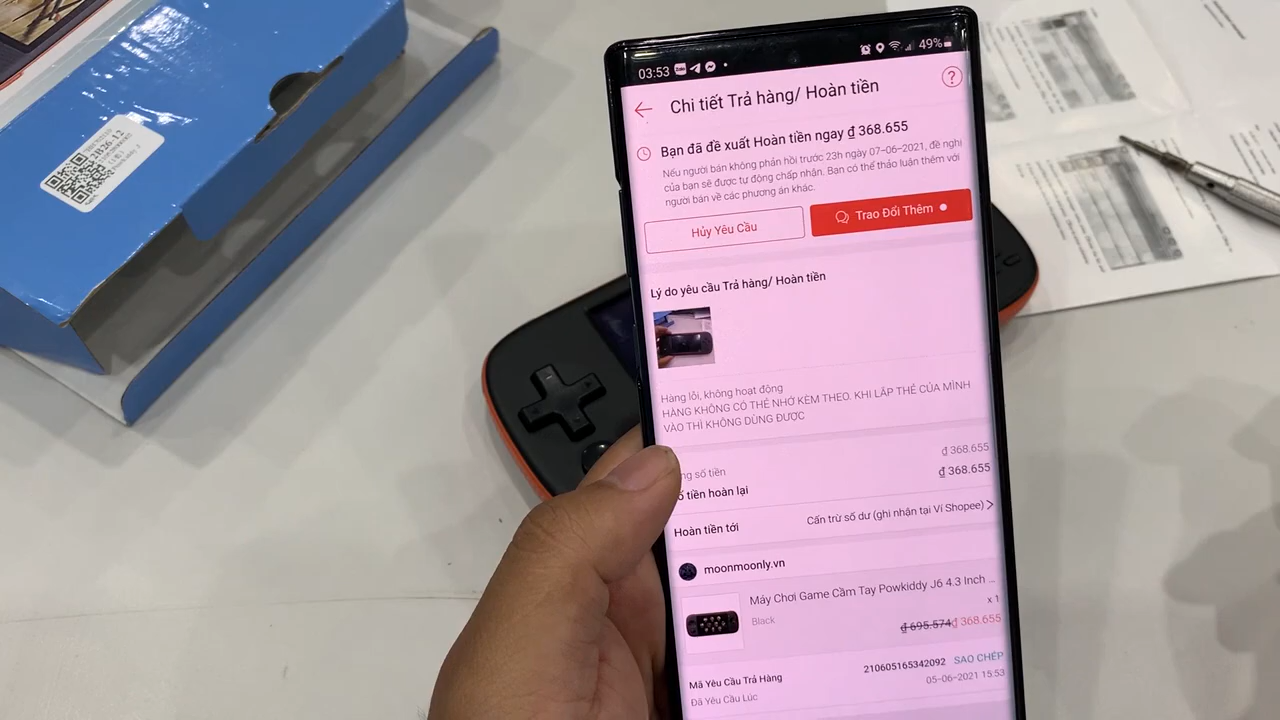 03:53
49%
Chi tiết Trả hàng/ Hoàn tiền
?
Bạn đã đề xuất Hoàn tiền ngay ₫ 368.655
Nếu người bán không phản hồi trước 23h ngày 07-06-2021, đề nghị
của bạn sẽ được tự động chấp nhận. Bạn có thể thảo luận thêm với
người bán về các phương án khác.
Hủy Yêu Cầu
Trao Đổi Thêm
Lý do yêu cầu Trả hàng/ Hoàn tiền
Hàng lỗi, không hoạt động
HÀNG KHÔNG CÓ THẺ NHỚ KÈM THEO. KHI LẮP THẺ CỦA MÌNH
VÀO THÌ KHÔNG DÙNG ĐƯỢC
số tiền ₫ 368.655
tiền hoàn lại ₫ 368.655
Hoàn tiền tới Cấn trừ số dư (ghi nhận tại Ví Shopee)
moonmoonly.vn
Máy Chơi Game Cầm Tay Powkiddy J6 4.3 Inch ...
Black
x 1
₫ 695.574 ₫ 368.655
Mã Yêu Cầu Trả Hàng 210605165342092 SAO CHÉP
Đã Yêu Cầu Lúc 05-06-2021 15:53
2B26-12